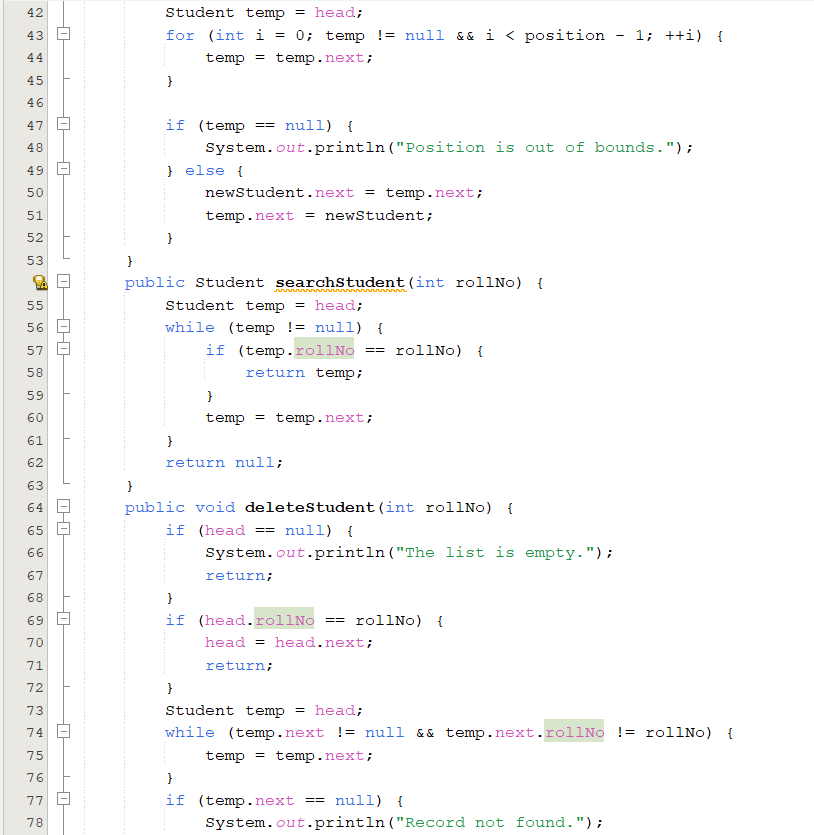 42 Student temp = head;
43 for (int i = 0; temp != null && i < position - 1; ++i) {
44 temp = temp.next;
45 }
46
47 if (temp == null) {
48 System.out.println("Position is out of bounds.");
49 } else {
50 newStudent.next = temp.next;
51 temp.next = newStudent;
52 }
53 }
public Student searchStudent(int rollNo) {
55 Student temp = head;
56 while (temp != null) {
57 if (temp.rollNo == rollNo) {
58 return temp;
59 }
60 temp = temp.next;
61 }
62 return null;
63 }
64 public void deleteStudent(int rollNo) {
65 if (head == null) {
66 System.out.println("The list is empty.");
67 return;
68 }
69 if (head.rollNo == rollNo) {
70 head = head.next;
71 return;
72 }
73 Student temp = head;
74 while (temp.next != null && temp.next.rollNo != rollNo) {
75 temp = temp.next;
76 }
77 if (temp.next == null) {
78 System.out.println("Record not found.");